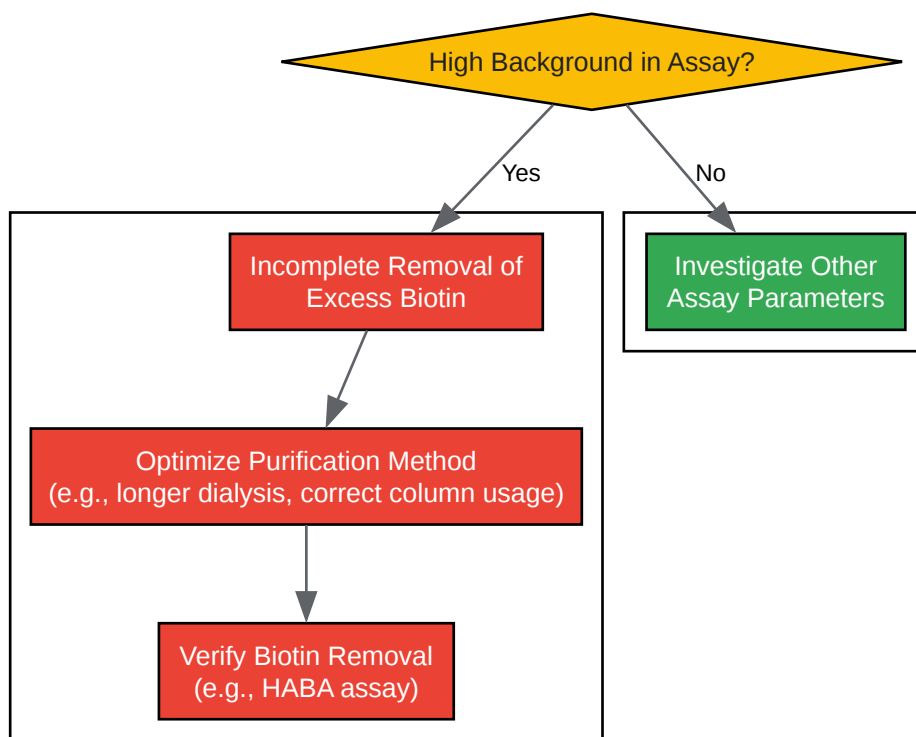 High Background in Assay?
Yes
No
Incomplete Removal of
Excess Biotin
Investigate Other
Assay Parameters
Optimize Purification Method
(e.g., longer dialysis, correct column usage)
Verify Biotin Removal
(e.g., HABA assay)